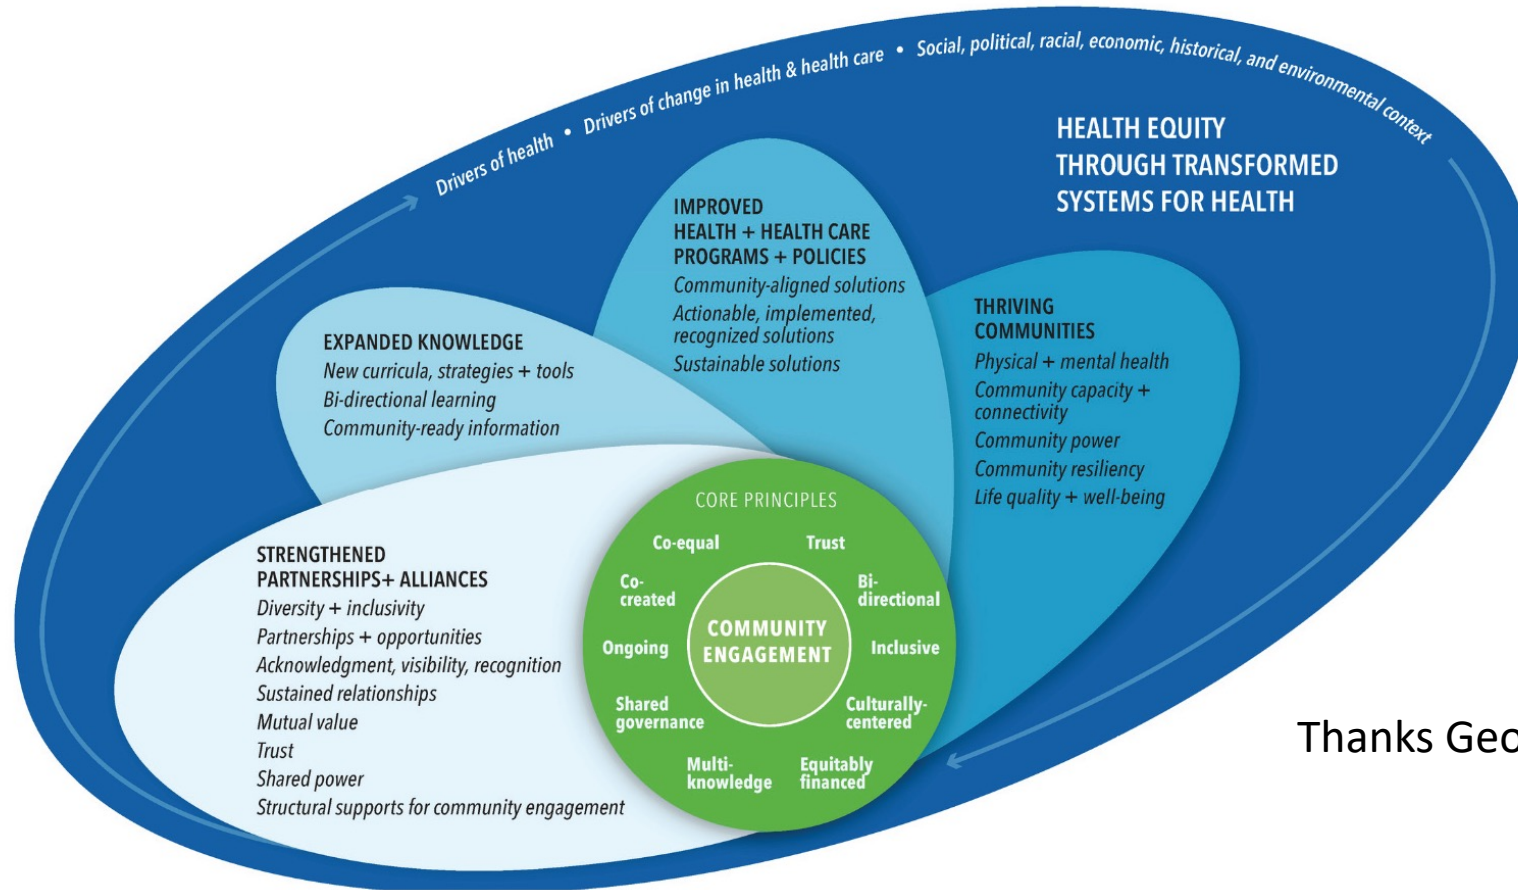 Drivers of health • Drivers of change in health & health care • Social, political, racial, economic, historical, and environmental context
HEALTH EQUITY
THROUGH TRANSFORMED
SYSTEMS FOR HEALTH
IMPROVED
HEALTH + HEALTH CARE
PROGRAMS + POLICIES
Community-aligned solutions
Actionable, implemented,
recognized solutions
Sustainable solutions
THRIVING
COMMUNITIES
Physical + mental health
Community capacity +
connectivity
Community power
Community resiliency
Life quality + well-being
EXPANDED KNOWLEDGE
New curricula, strategies + tools
Bi-directional learning
Community-ready information
STRENGTHENED
PARTNERSHIPS+ ALLIANCES
Diversity + inclusivity
Partnerships + opportunities
Acknowledgment, visibility, recognition
Sustained relationships
Mutual value
Trust
Shared power
Structural supports for community engagement
CORE PRINCIPLES
Co-equal
Trust
Co-
created
Bi-
directional
Ongoing
Inclusive
Shared
governance
Culturally-
centered
Multi-
knowledge
Equitably
financed
COMMUNITY
ENGAGEMENT
Thanks Geo